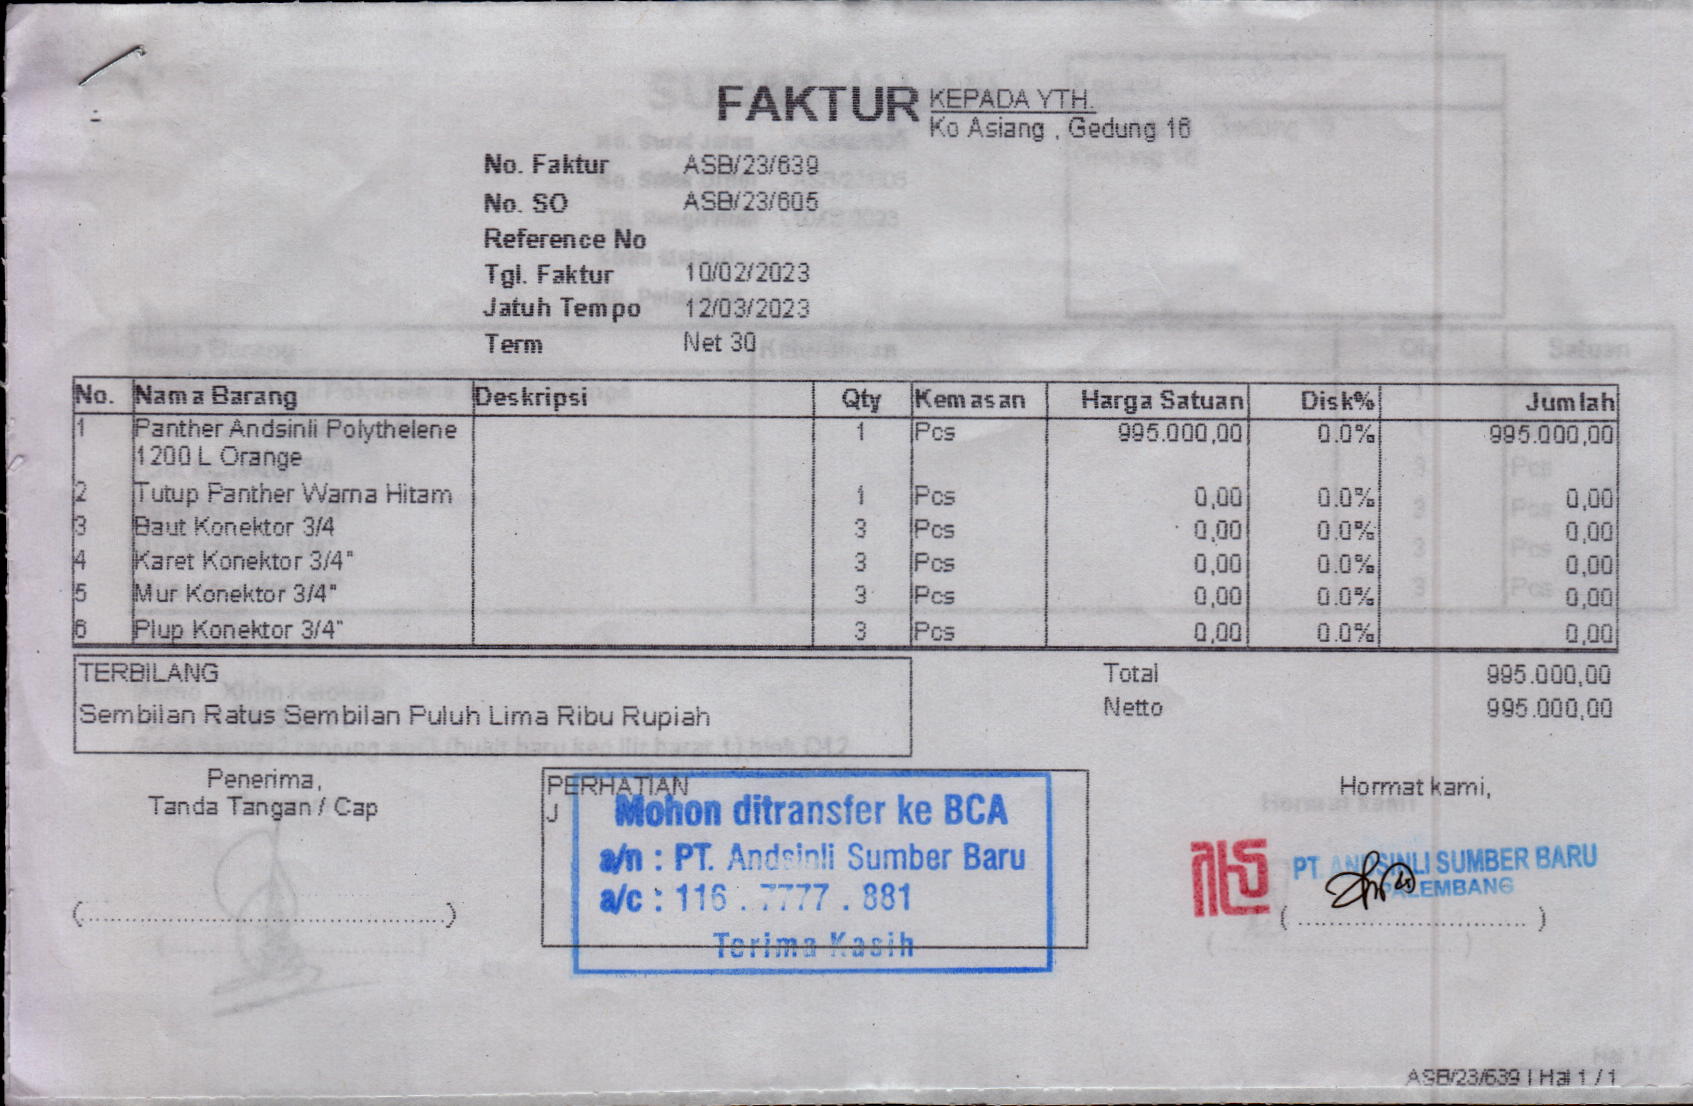 FAKTUR
KEPADA YTH.
Ko Asiang , Gedung 16
No. Faktur ASB/23/639
No. SO ASB/23/605
Reference No
Tgl. Faktur 10/02/2023
Jatuh Tempo 12/03/2023
Term Net 30
No. Nama Barang Deskripsi Qty Kemasan Harga Satuan Disk% Jumlah
1 Panther Andsinli Polythelene 1 Pcs 995.000,00 0.0% 995.000,00
1200 L Orange
2 Tutup Panther Warna Hitam 1 Pcs 0,00 0.0% 0,00
3 Baut Konektor 3/4 3 Pcs 0,00 0.0% 0,00
4 Karet Konektor 3/4" 3 Pcs 0,00 0.0% 0,00
5 Mur Konektor 3/4" 3 Pcs 0,00 0.0% 0,00
6 Plup Konektor 3/4" 3 Pcs 0,00 0.0% 0,00
TERBILANG
Sembilan Ratus Sembilan Puluh Lima Ribu Rupiah
Total 995.000,00
Netto 995.000,00
Penerima,
Tanda Tangan / Cap
(..........................................)
PERHATIAN
J
Mohon ditransfer ke BCA
a/n : PT. Andsinli Sumber Baru
a/c : 116 . 7777 . 881
Terima Kasih
Hormat kami,
PT. ANDSINLI SUMBER BARU
PALEMBANG
( ............................ )
ASB/23/639 | Hal 1 / 1